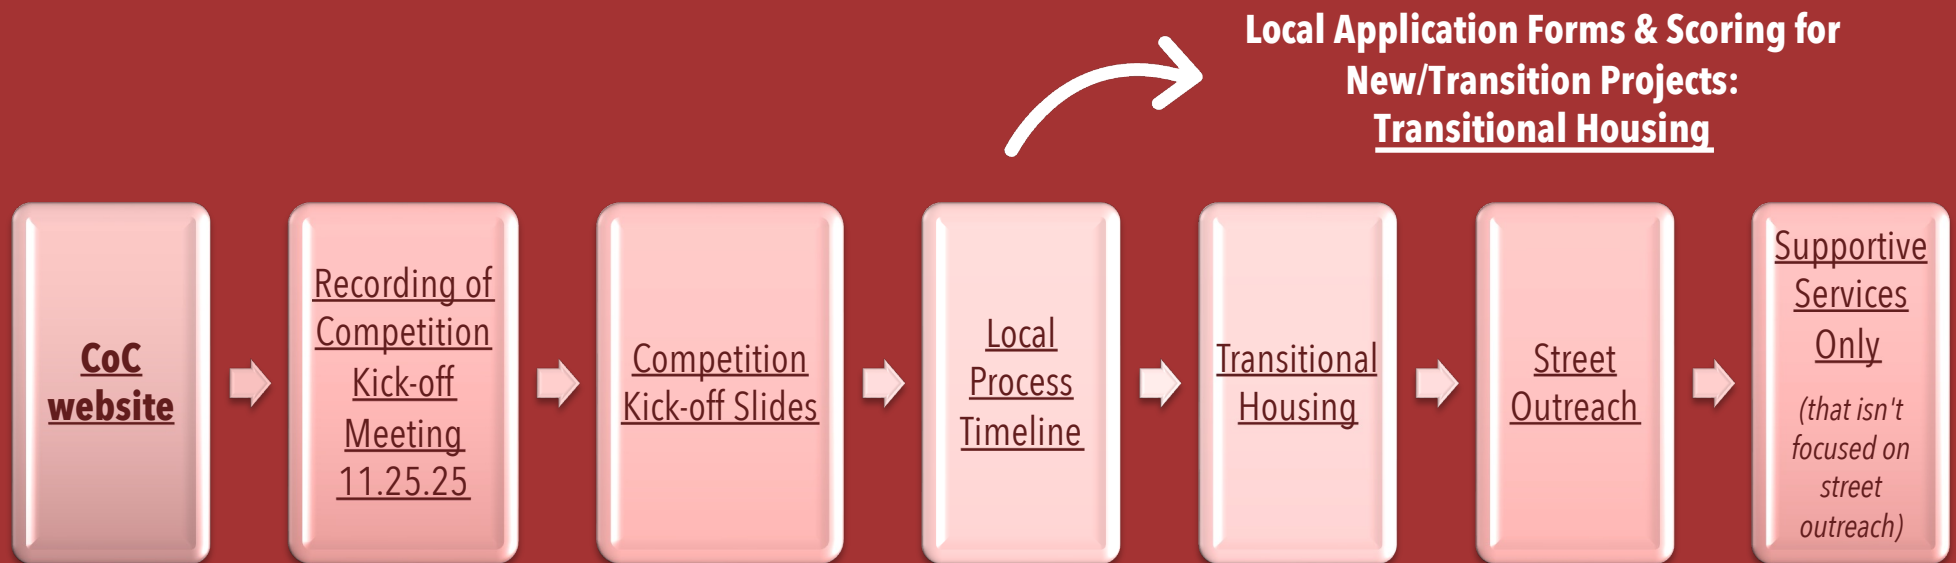 Local Application Forms & Scoring for
New/Transition Projects:
Transitional Housing
CoC
website
Recording of
Competition
Kick-off
Meeting
11.25.25
Competition
Kick-off Slides
Local
Process
Timeline
Transitional
Housing
Street
Outreach
Supportive
Services
Only
(that isn't
focused on
street
outreach)